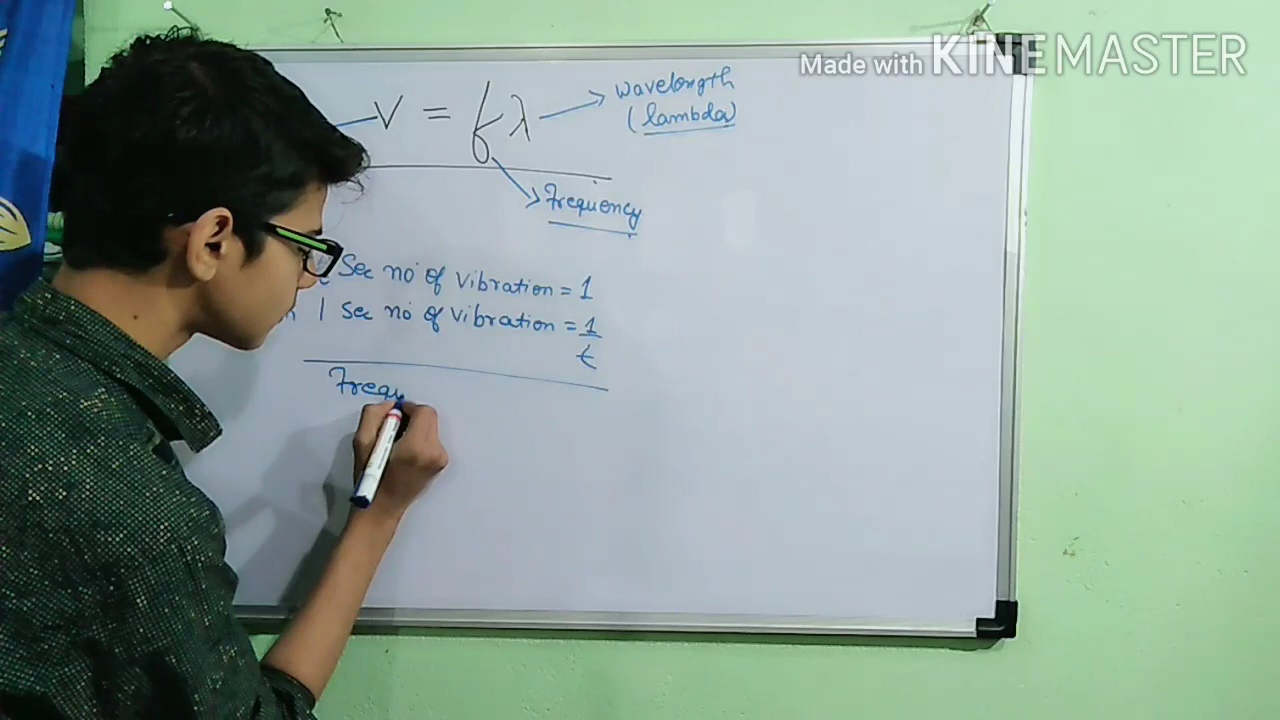 Made with KINEMASTER
V = fλ
wavelength
(lambda)
Frequency
Sec no of vibration = 1
1 Sec no of vibration = 1/t
Frequ